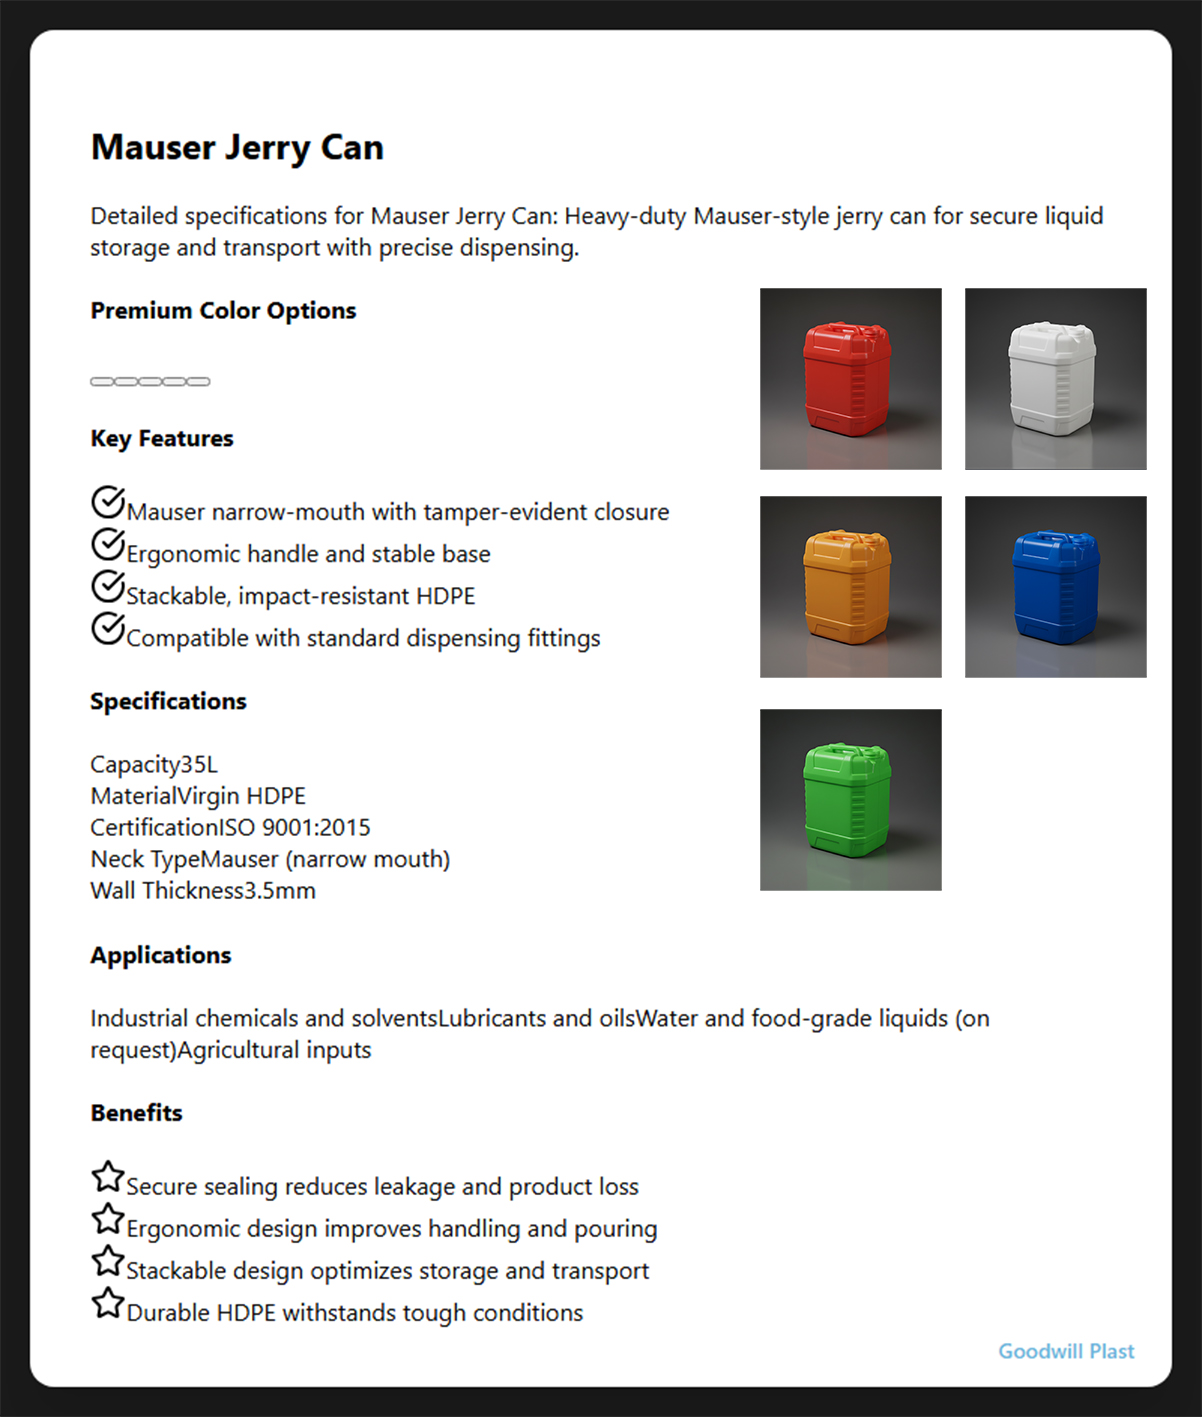 Mauser Jerry Can
Detailed specifications for Mauser Jerry Can: Heavy-duty Mauser-style jerry can for secure liquid
storage and transport with precise dispensing.
Premium Color Options
Key Features
Mauser narrow-mouth with tamper-evident closure
Ergonomic handle and stable base
Stackable, impact-resistant HDPE
Compatible with standard dispensing fittings
Specifications
Capacity35L
MaterialVirgin HDPE
CertificationISO 9001:2015
Neck TypeMauser (narrow mouth)
Wall Thickness3.5mm
Applications
Industrial chemicals and solventsLubricants and oilsWater and food-grade liquids (on
request)Agricultural inputs
Benefits
Secure sealing reduces leakage and product loss
Ergonomic design improves handling and pouring
Stackable design optimizes storage and transport
Durable HDPE withstands tough conditions
Goodwill Plast